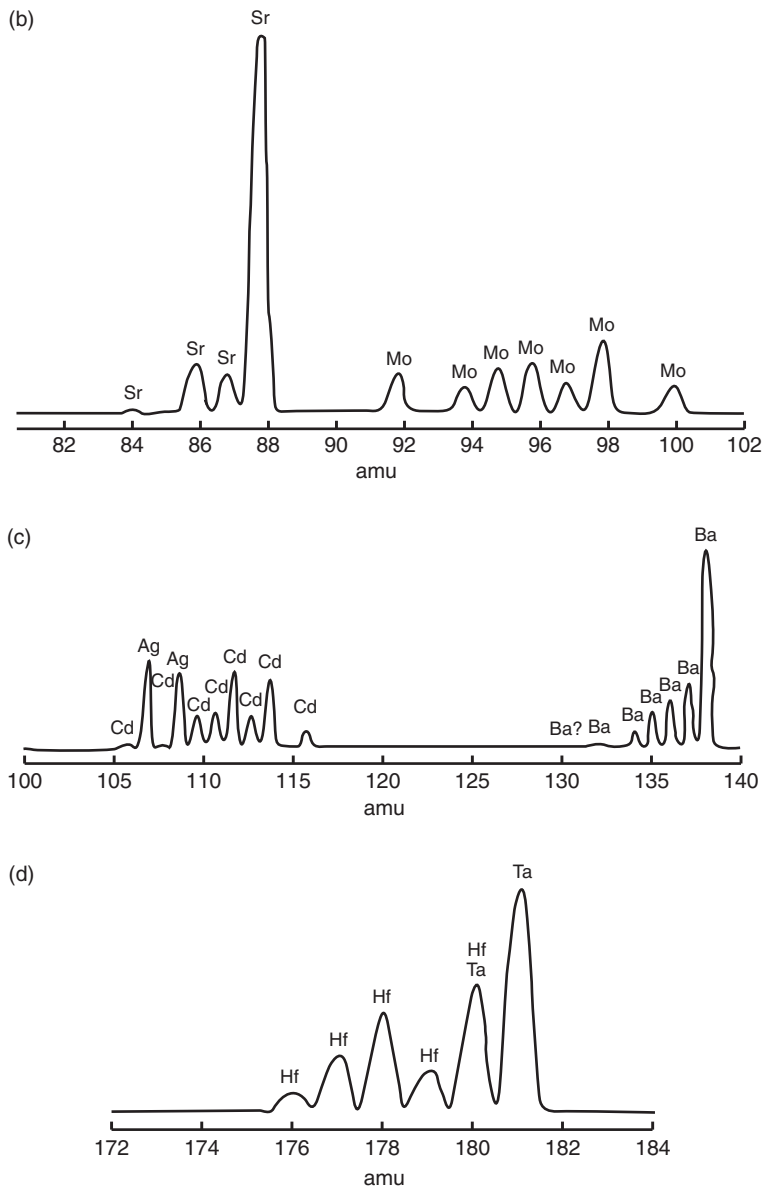 (b)
Sr
Sr
Sr
Sr
Mo
Mo
Mo
Mo
Mo
Mo
Mo
82 84 86 88 90 92 94 96 98 100 102
amu
(c)
Cd
Ag
Cd
Ag
Cd
Cd
Cd
Cd
Cd
Cd
Ba?
Ba
Ba
Ba
Ba
Ba
Ba
100 105 110 115 120 125 130 135 140
amu
(d)
Hf
Hf
Hf
Hf
Hf
Ta
Ta
172 174 176 178 180 182 184
amu